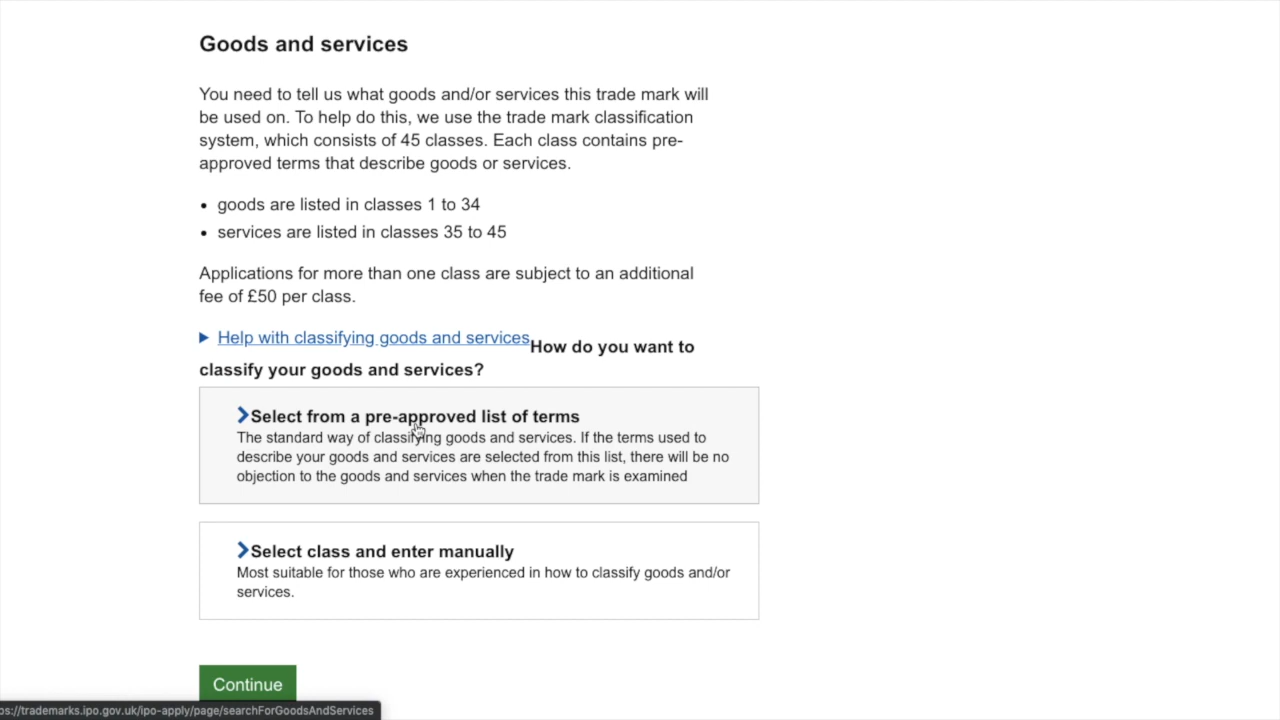 Goods and services
You need to tell us what goods and/or services this trade mark will
be used on. To help do this, we use the trade mark classification
system, which consists of 45 classes. Each class contains pre-
approved terms that describe goods or services.
• goods are listed in classes 1 to 34
• services are listed in classes 35 to 45
Applications for more than one class are subject to an additional
fee of £50 per class.
Help with classifying goods and services
How do you want to
classify your goods and services?
Select from a pre-approved list of terms
The standard way of classifying goods and services. If the terms used to
describe your goods and services are selected from this list, there will be no
objection to the goods and services when the trade mark is examined
Select class and enter manually
Most suitable for those who are experienced in how to classify goods and/or
services.
Continue
ps://trademarks.ipo.gov.uk/ipo-apply/page/searchForGoodsAndServices